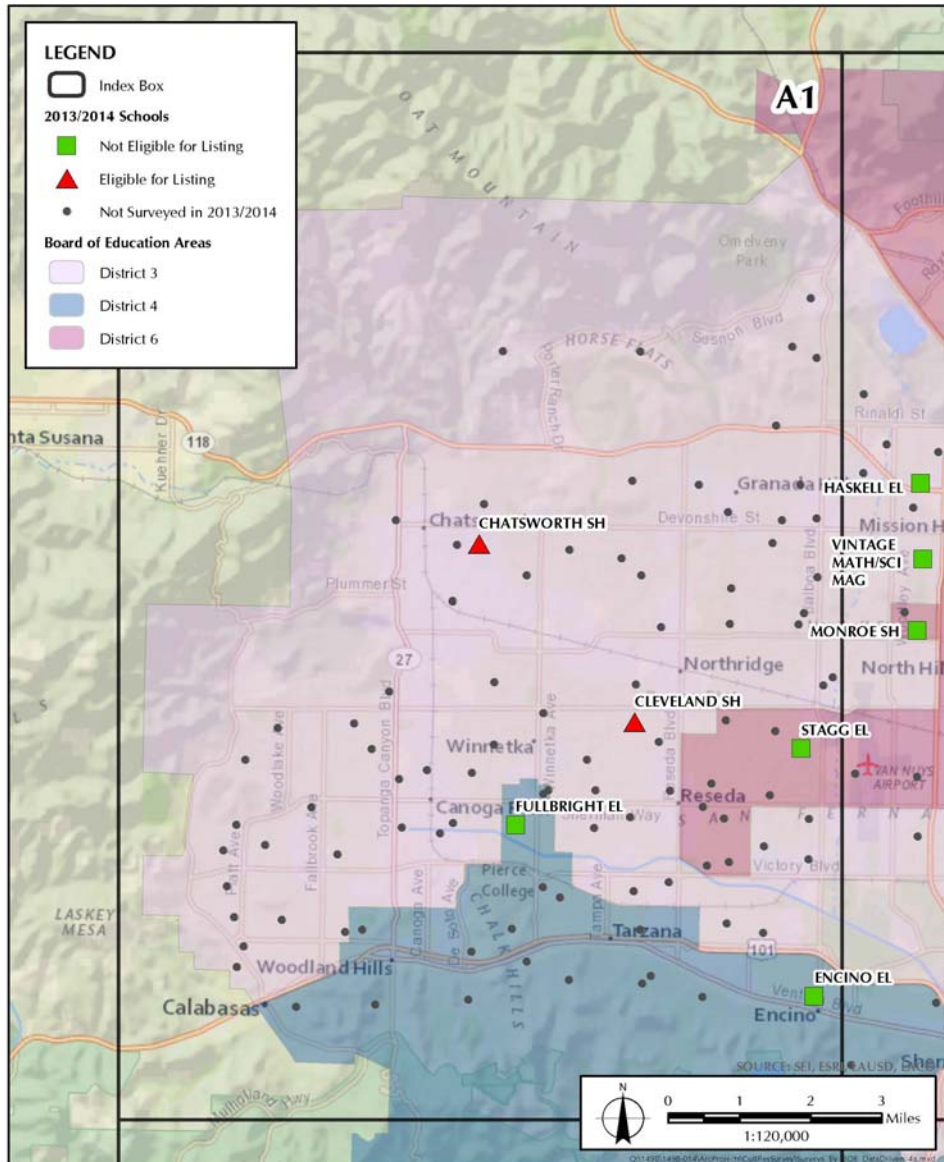 LEGEND
Index Box
2013/2014 Schools
Not Eligible for Listing
Eligible for Listing
Not Surveyed in 2013/2014
Board of Education Areas
District 3
District 4
District 6
A1
OAT MOUNTAIN
Omelveny
Park
Foothill
Sesnon Blvd
HORSE FLATS
Porter Ranch Dr
Rinaldi St
nta Susana
Kuehner Dr
118
Granada Hi
HASKELL EL
Devonshire St
Chats
CHATSWORTH SH
Mission H
VINTAGE
MATH/SCI
MAG
Balboa Blvd
Plummer St
MONROE SH
27
Northridge
North Hil
CLEVELAND SH
STAGG EL
Woodlake Ave
Topanga Canyon Blvd
Winnetka
Winnetka Ave
Reseda Blvd
VAN NUYS
AIRPORT
Canoga P
FULLBRIGHT EL
Sherman Way
Reseda
SAN FERNA
Platt Ave
Fallbrook Ave
Victory Blvd
Pierce
College
LASKEY
MESA
Canoga Ave
De Soto Ave
CHALK HILLS
Tampa Ave
Tarzana
101
Woodland Hills
ENCINO EL
Calabasas
Vent
Blvd
Encino
Sher
SOURCE: SEI, ESRI, LAUSD,
Mulholland Hwy
N
0 1 2 3
Miles
1:120,000